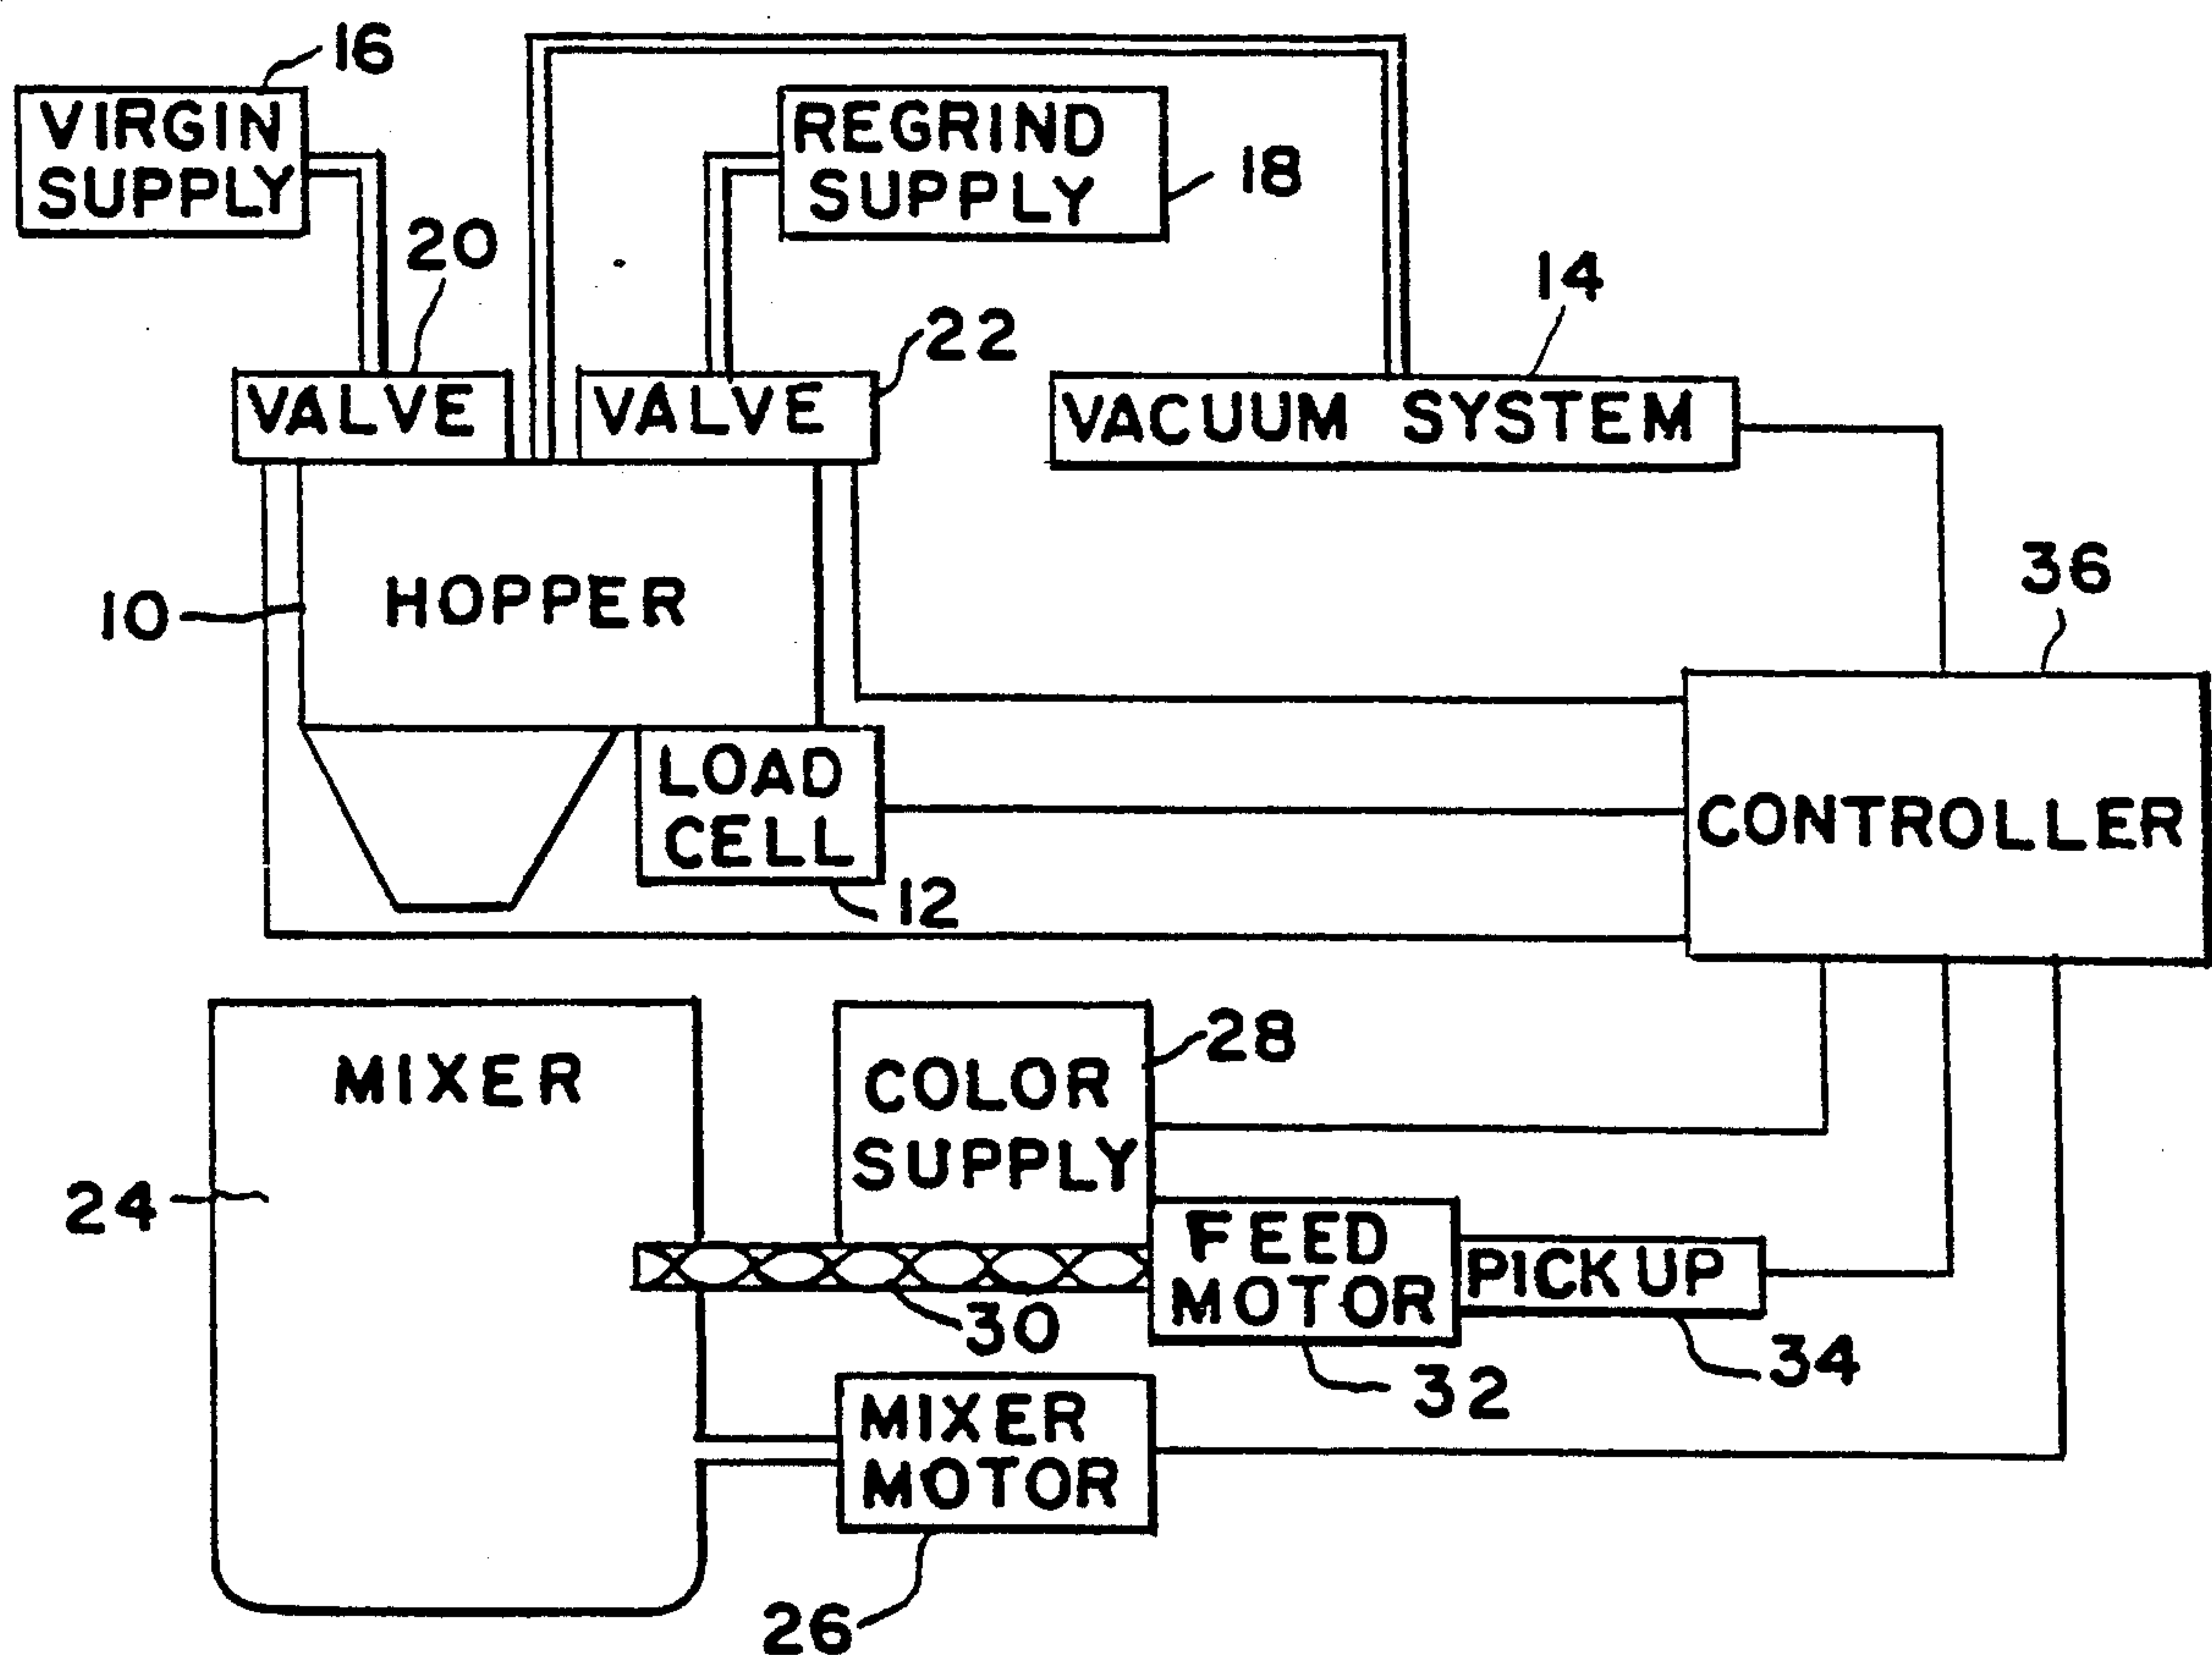 16
VIRGIN
SUPPLY
REGRIND
SUPPLY
18
20
22
14
VALVE
VALVE
VACUUM SYSTEM
10
HOPPER
36
LOAD
CELL
12
CONTROLLER
MIXER
24
COLOR
SUPPLY
28
30
FEED
MOTOR
32
PICK UP
34
MIXER
MOTOR
26